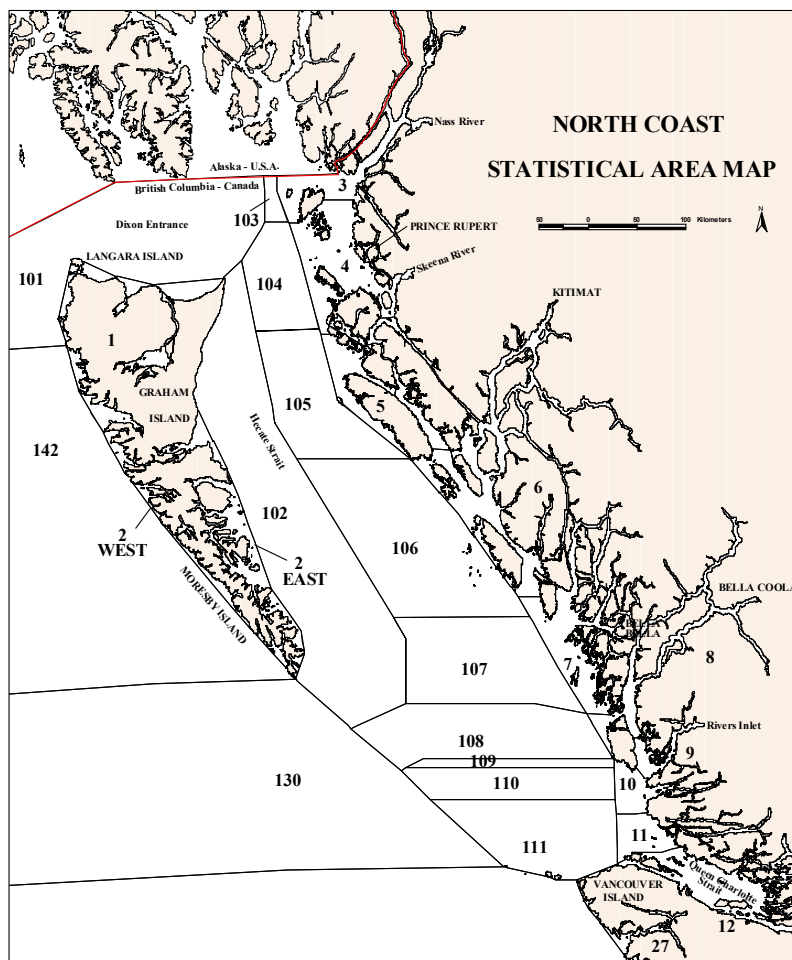 Nass River
NORTH COAST
STATISTICAL AREA MAP
Alaska - U.S.A.
British Columbia - Canada
3
N
50 0 50 100 Kilometers
103
Dixon Entrance
PRINCE RUPERT
LANGARA ISLAND
4
Skeena River
101
104
KITIMAT
1
GRAHAM
ISLAND
105
5
Hecate Strait
142
6
102
2
WEST
106
2
EAST
MORESBY ISLAND
BELLA COOLA
BELLA
BELLA
7
8
107
Rivers Inlet
108
9
109
130
110
10
11
111
Queen Charlotte
Strait
VANCOUVER
ISLAND
12
27